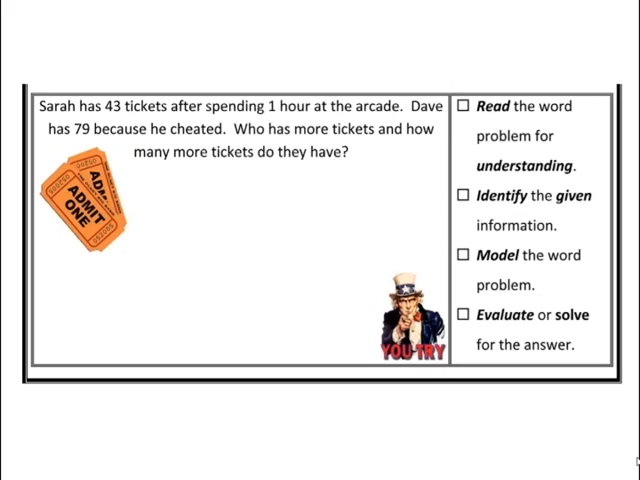 Sarah has 43 tickets after spending 1 hour at the arcade. Dave
has 79 because he cheated. Who has more tickets and how
many more tickets do they have?
ADMIT
ONE
YOU TRY
Read the word
problem for
understanding.
Identify the given
information.
Model the word
problem.
Evaluate or solve
for the answer.